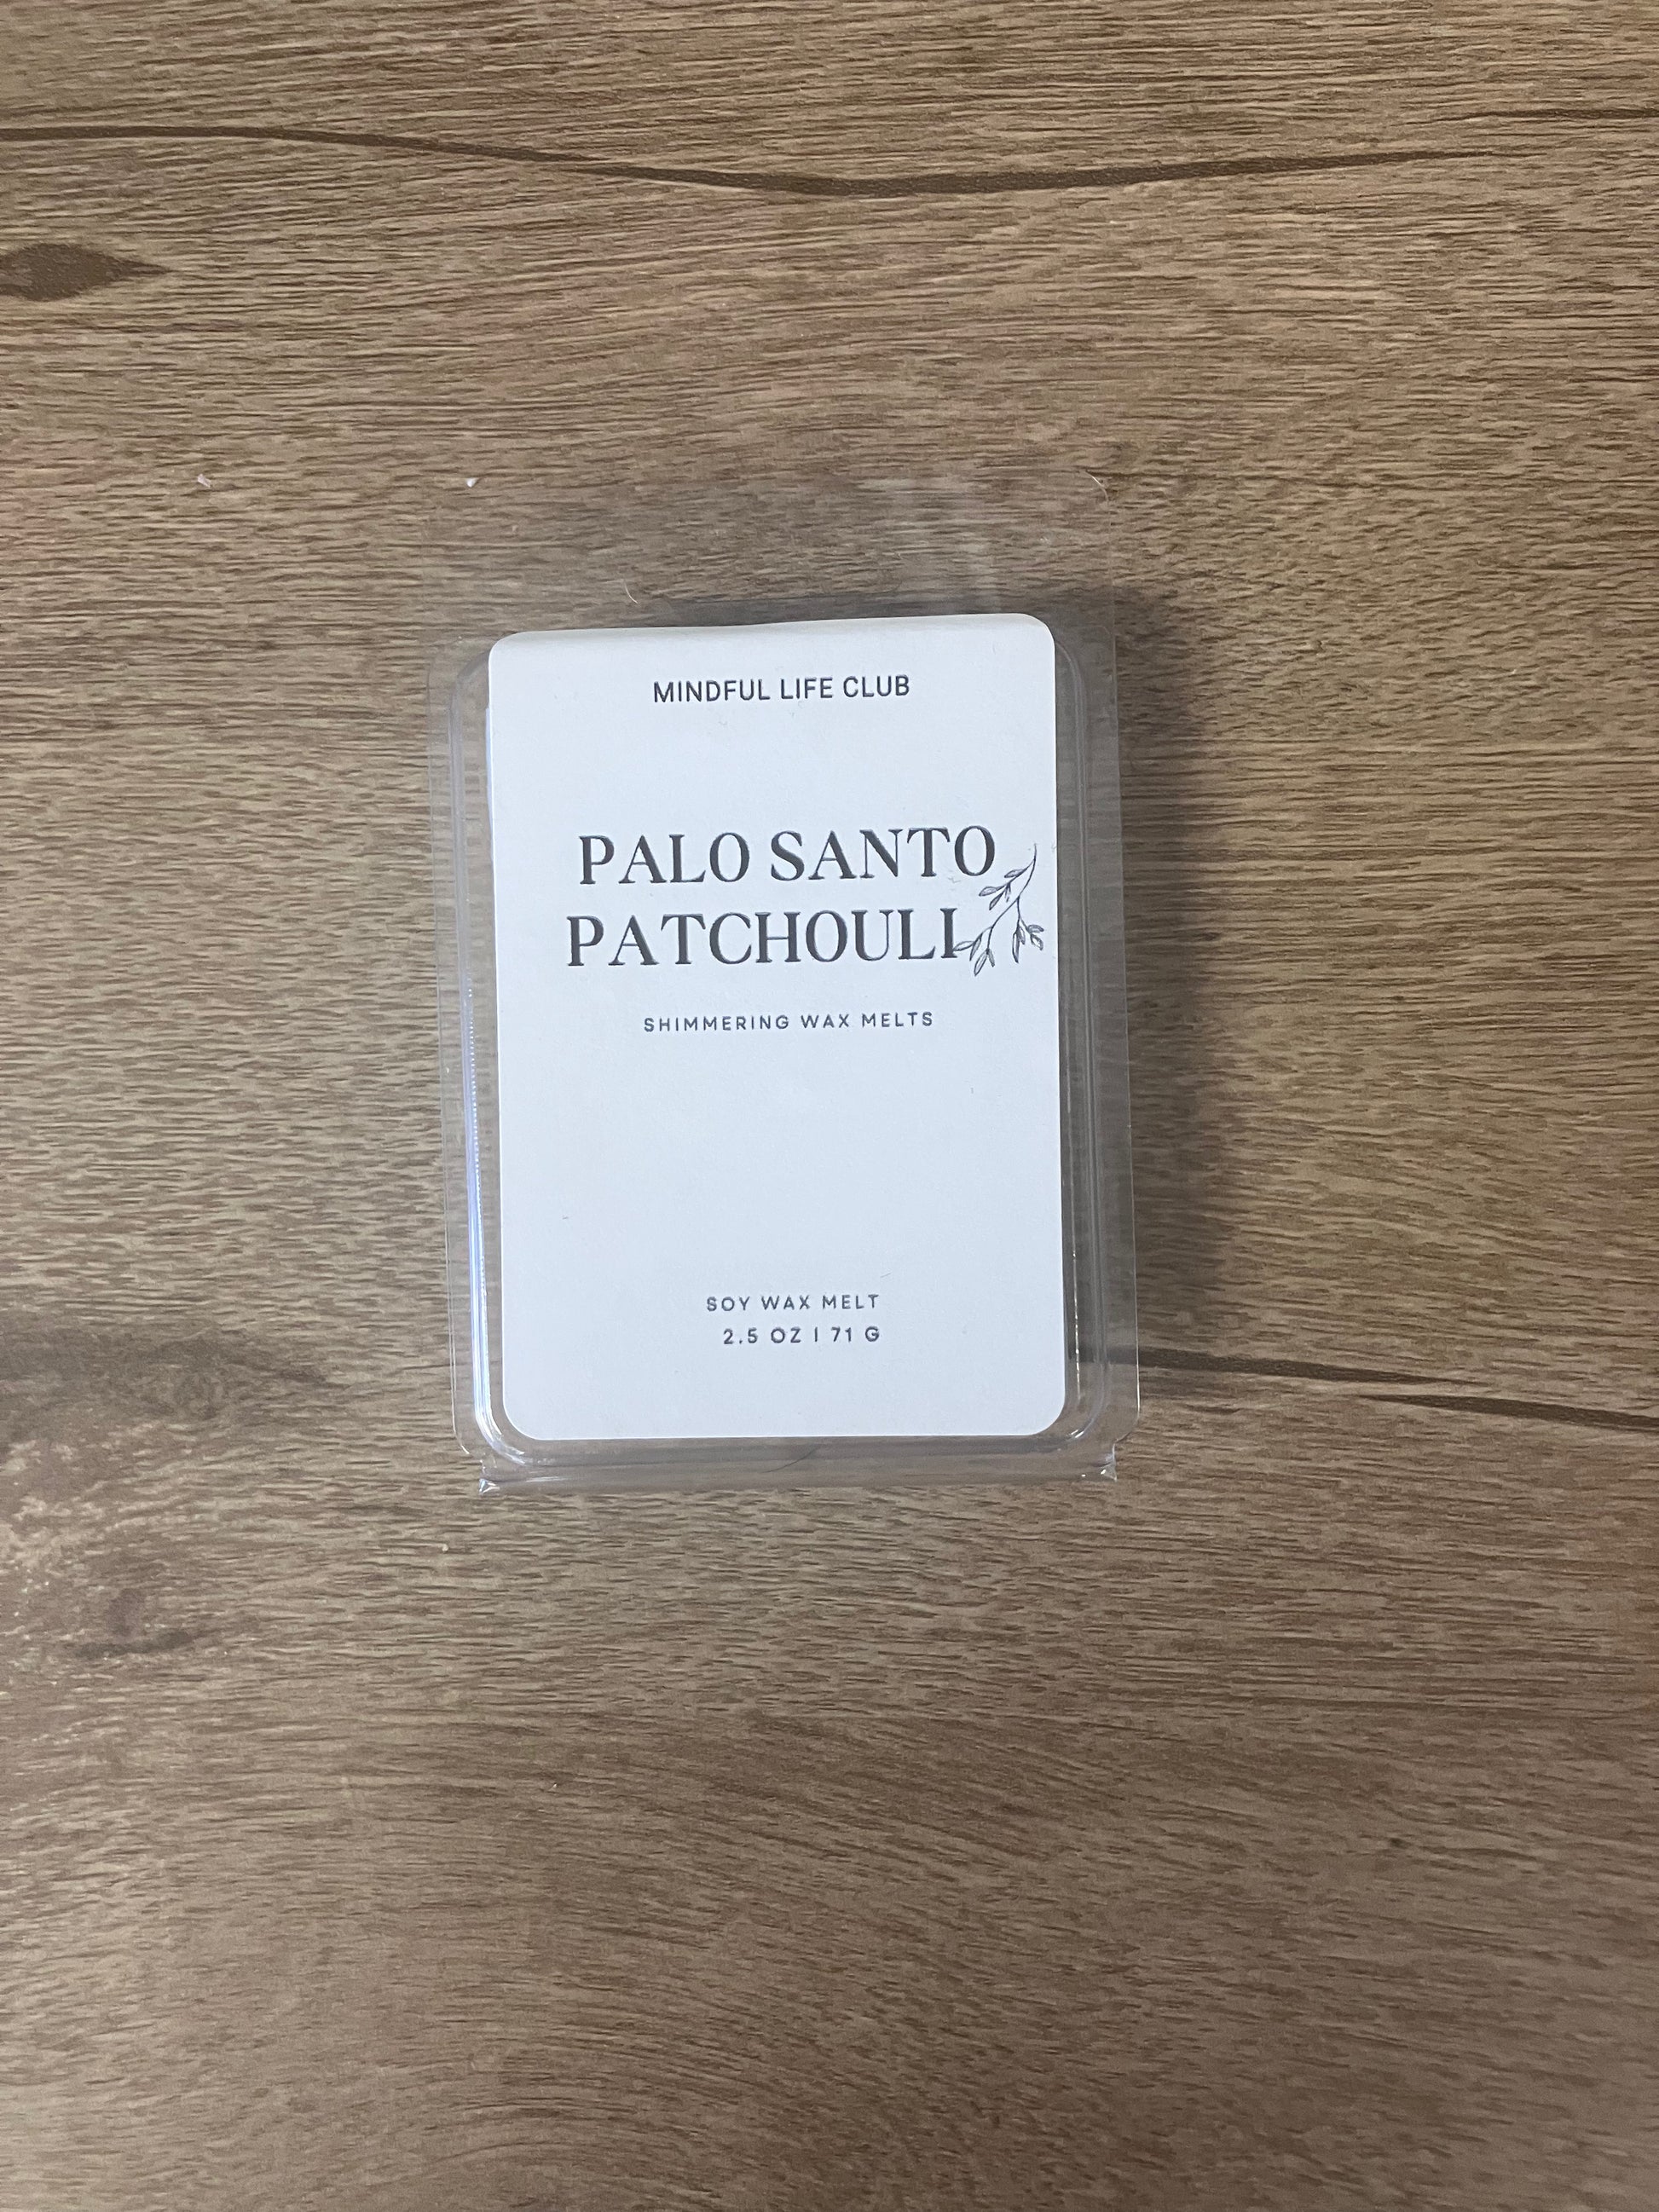 MINDFUL LIFE CLUB
PALO SANTO
PATCHOULI
SHIMMERING WAX MELTS
SOY WAX MELT
2.5 OZ | 71 G